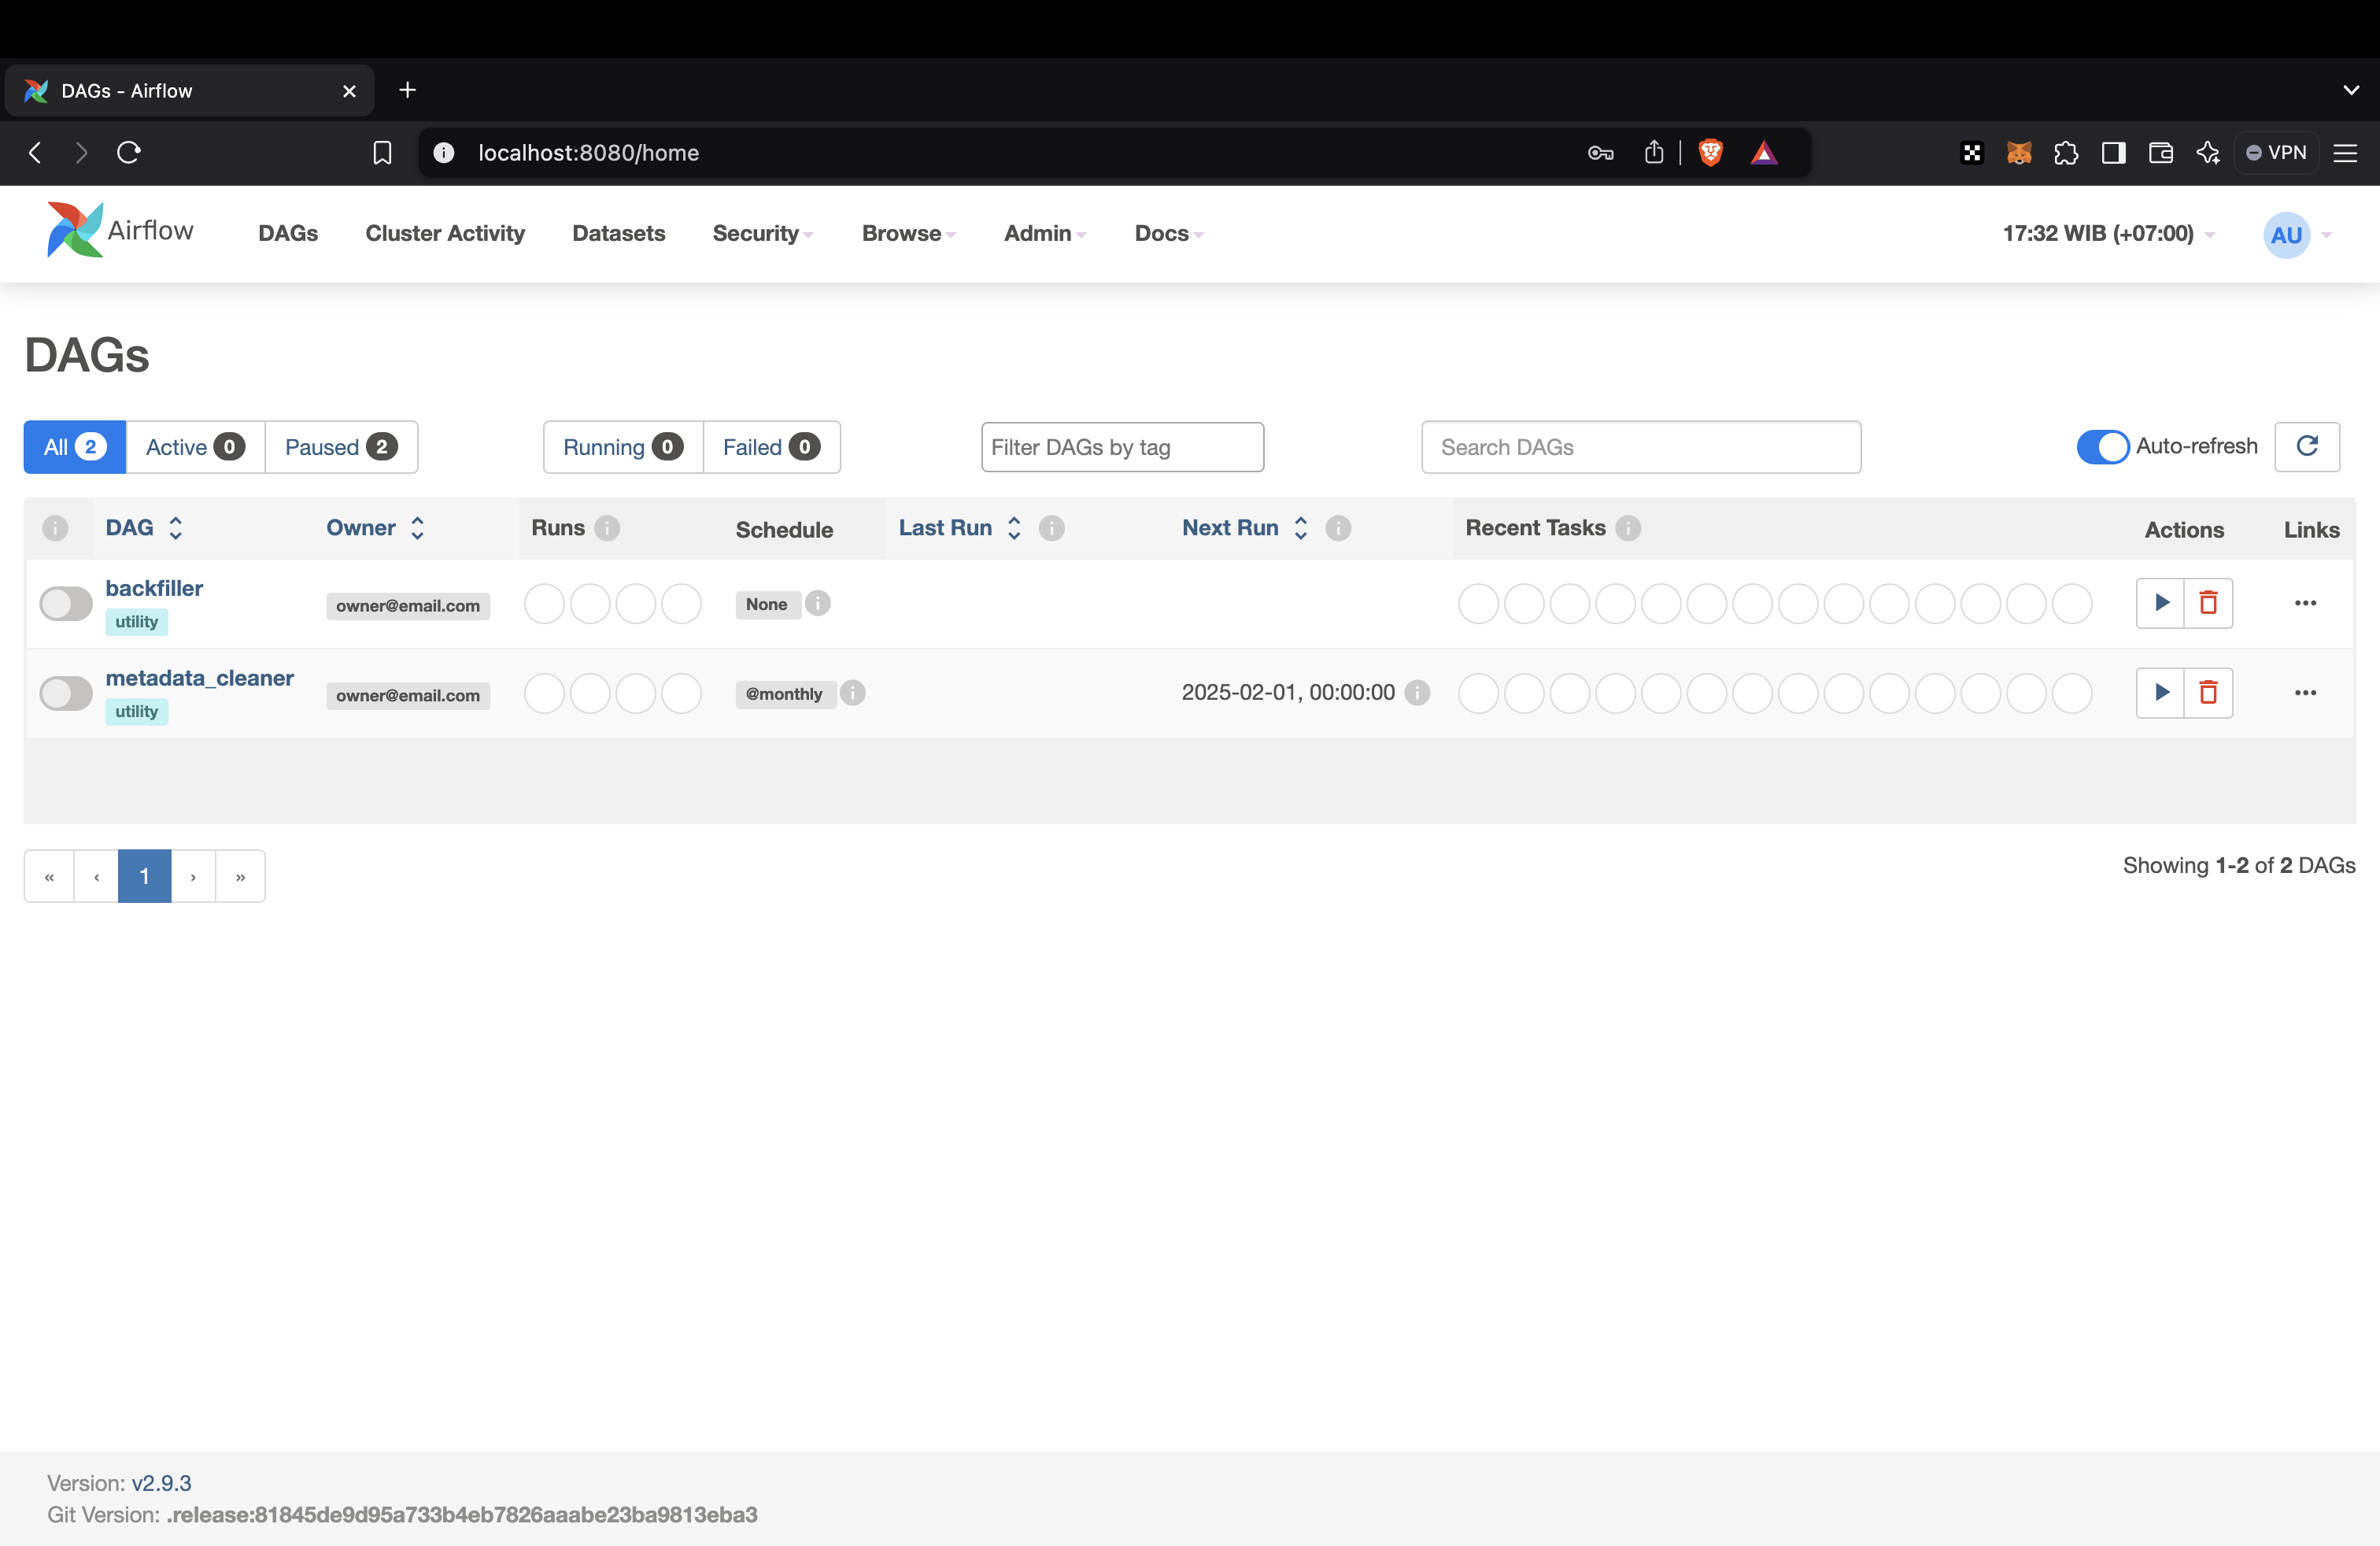 DAGs - Airflow
localhost:8080/home
VPN
Airflow
DAGs
Cluster Activity
Datasets
Security
Browse
Admin
Docs
17:32 WIB (+07:00)
AU
DAGs
All 2
Active 0
Paused 2
Running 0
Failed 0
Filter DAGs by tag
Search DAGs
Auto-refresh
DAG
Owner
Runs
Schedule
Last Run
Next Run
Recent Tasks
Actions
Links
backfiller
utility
owner@email.com
None
metadata_cleaner
utility
owner@email.com
@monthly
2025-02-01, 00:00:00
« ‹ 1 › »
Showing 1-2 of 2 DAGs
Version: v2.9.3
Git Version: .release:81845de9d95a733b4eb7826aaabe23ba9813eba3